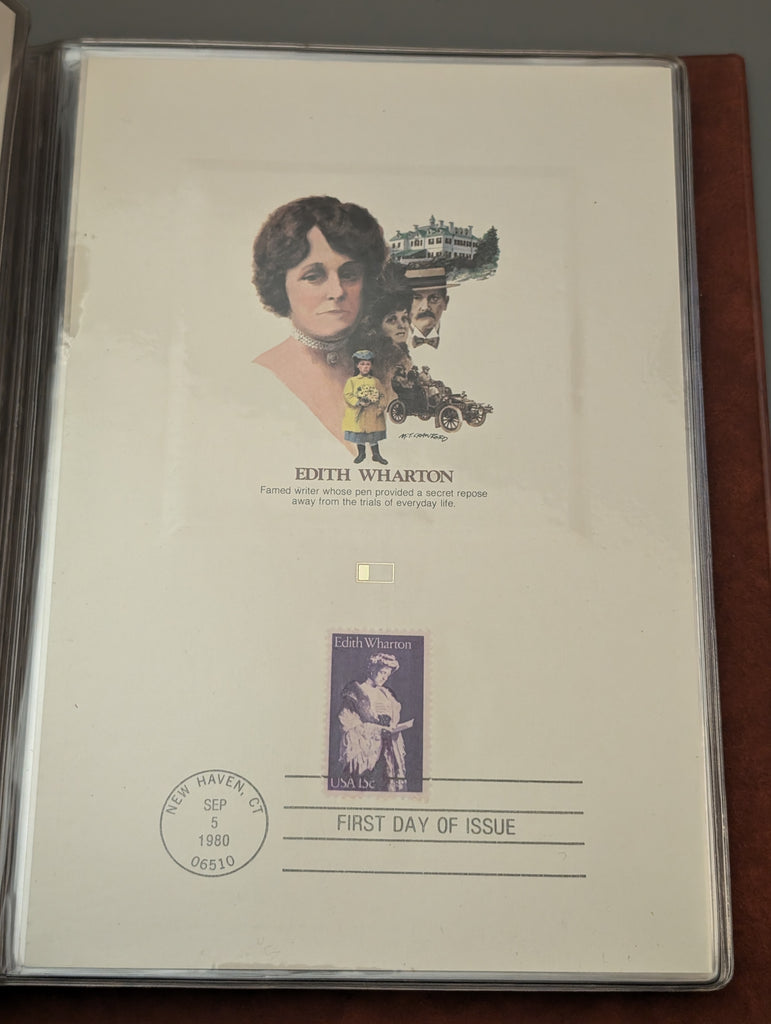 M.T. CRAWFORD
EDITH WHARTON
Famed writer whose pen provided a secret repose
away from the trials of everyday life.
Edith Wharton
USA 15c
NEW HAVEN, CT
SEP
5
1980
06510
FIRST DAY OF ISSUE